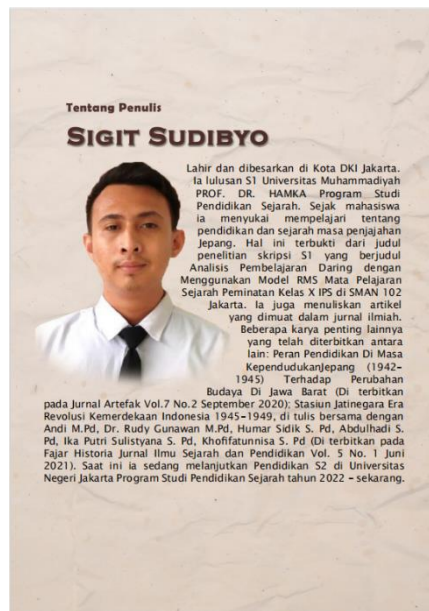 Tentang Penulis
SIGIT SUDIBYO
Lahir dan dibesarkan di Kota DKI Jakarta.
Ia lulusan S1 Universitas Muhammadiyah
PROF. DR. HAMKA Program Studi
Pendidikan Sejarah. Sejak mahasiswa
ia menyukai mempelajari tentang
pendidikan dan sejarah masa penjajahan
Jepang. Hal ini terbukti dari judul
penelitian skripsi S1 yang berjudul
Analisis Pembelajaran Daring dengan
Menggunakan Model RMS Mata Pelajaran
Sejarah Peminatan Kelas X IPS di SMAN 102
Jakarta. Ia juga menuliskan artikel
yang dimuat dalam jurnal ilmiah.
Beberapa karya penting lainnya
yang telah diterbitkan antara
lain: Peran Pendidikan Di Masa
KependudukanJepang (1942-
1945) Terhadap Perubahan
Budaya Di Jawa Barat (Di terbitkan
pada Jurnal Artefak Vol.7 No.2 September 2020); Stasiun Jatinegara Era
Revolusi Kemerdekaan Indonesia 1945-1949, di tulis bersama dengan
Andi M.Pd, Dr. Rudy Gunawan M.Pd, Humar Sidik S. Pd, Abdulhadi S.
Pd, Ika Putri Sulistyana S. Pd, Khofifatunnisa S. Pd (Di terbitkan pada
Fajar Historia Jurnal Ilmu Sejarah dan Pendidikan Vol. 5 No. 1 Juni
2021). Saat ini ia sedang melanjutkan Pendidikan S2 di Universitas
Negeri Jakarta Program Studi Pendidikan Sejarah tahun 2022 - sekarang.